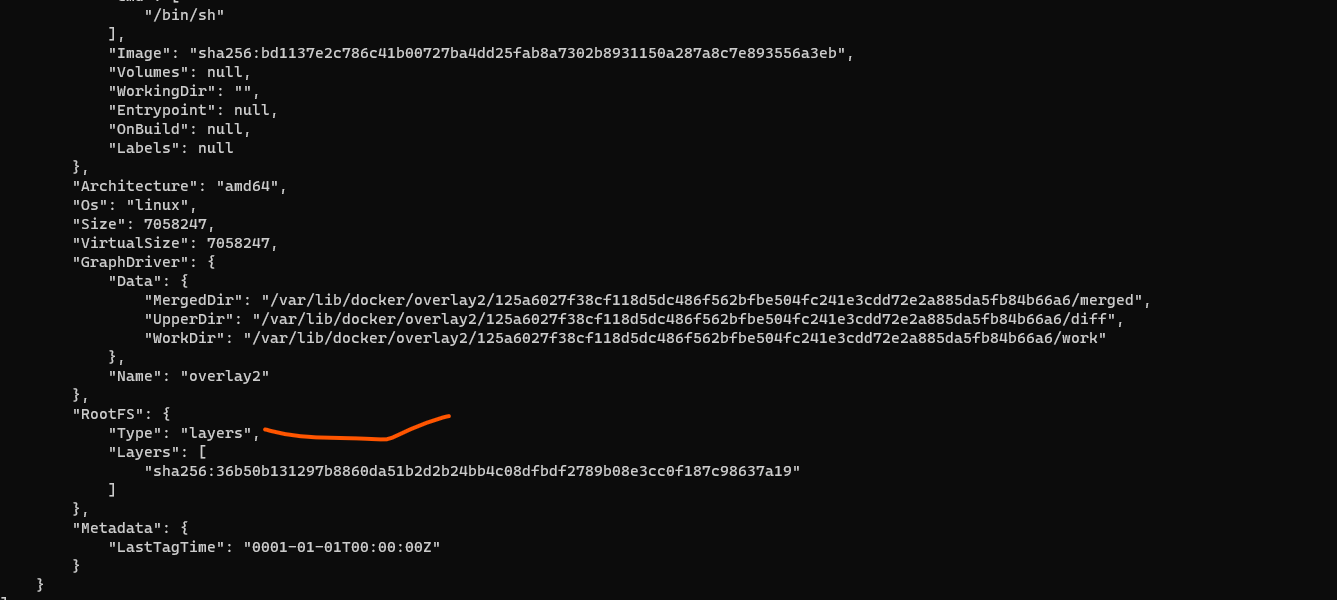 "/bin/sh"
],
"Image": "sha256:bd1137e2c786c41b00727ba4dd25fab8a7302b8931150a287a8c7e893556a3eb",
"Volumes": null,
"WorkingDir": "",
"Entrypoint": null,
"OnBuild": null,
"Labels": null
},
"Architecture": "amd64",
"Os": "linux",
"Size": 7058247,
"VirtualSize": 7058247,
"GraphDriver": {
"Data": {
"MergedDir": "/var/lib/docker/overlay2/125a6027f38cf118d5dc486f562bfbe504fc241e3cdd72e2a885da5fb84b66a6/merged",
"UpperDir": "/var/lib/docker/overlay2/125a6027f38cf118d5dc486f562bfbe504fc241e3cdd72e2a885da5fb84b66a6/diff",
"WorkDir": "/var/lib/docker/overlay2/125a6027f38cf118d5dc486f562bfbe504fc241e3cdd72e2a885da5fb84b66a6/work"
},
"Name": "overlay2"
},
"RootFS": {
"Type": "layers",
"Layers": [
"sha256:36b50b131297b8860da51b2d2b24bb4c08dfbdf2789b08e3cc0f187c98637a19"
]
},
"Metadata": {
"LastTagTime": "0001-01-01T00:00:00Z"
}
}